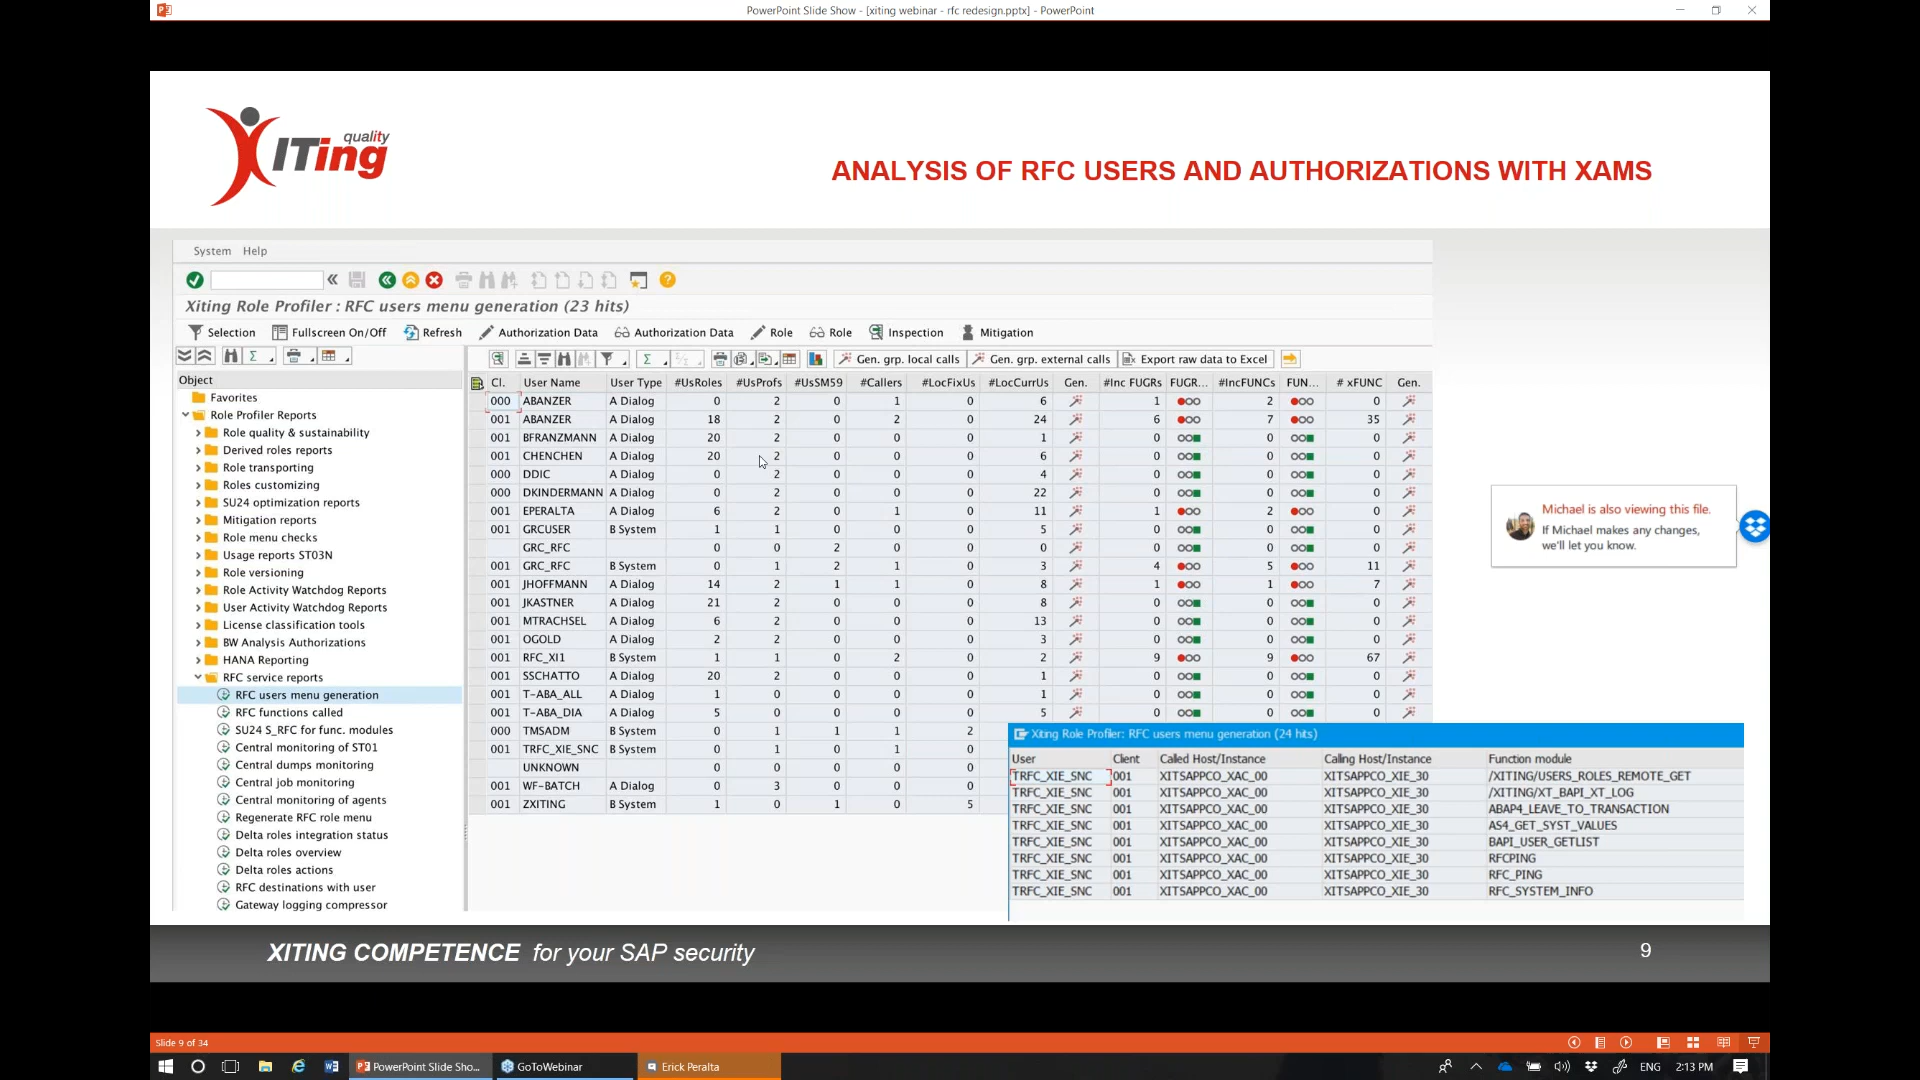 PowerPoint Slide Show - [xiting webinar - rfc redesign.pptx] - PowerPoint
XITing quality
ANALYSIS OF RFC USERS AND AUTHORIZATIONS WITH XAMS
System Help
Xiting Role Profiler : RFC users menu generation (23 hits)
Selection Fullscreen On/Off Refresh Authorization Data Authorization Data Role Role Inspection Mitigation
Gen. grp. local calls Gen. grp. external calls Export raw data to Excel
Object
Favorites
Role Profiler Reports
Role quality & sustainability
Derived roles reports
Role transporting
Roles customizing
SU24 optimization reports
Mitigation reports
Role menu checks
Usage reports ST03N
Role versioning
Role Activity Watchdog Reports
User Activity Watchdog Reports
License classification tools
BW Analysis Authorizations
HANA Reporting
RFC service reports
RFC users menu generation
RFC functions called
SU24 S_RFC for func. modules
Central monitoring of ST01
Central dumps monitoring
Central job monitoring
Central monitoring of agents
Regenerate RFC role menu
Delta roles integration status
Delta roles overview
Delta roles actions
RFC destinations with user
Gateway logging compressor
Cl. User Name User Type #UsRoles #UsProfs #UsSM59 #Callers #LocFixUs #LocCurrUs Gen. #Inc FUGRs FUGR... #IncFUNCs FUN... # xFUNC Gen.
000 ABANZER A Dialog 0 2 0 1 0 6 1 2 0
001 ABANZER A Dialog 18 2 0 2 0 24 6 7 35
001 BFRANZMANN A Dialog 20 2 0 0 0 1 0 0 0
001 CHENCHEN A Dialog 20 2 0 0 0 6 0 0 0
000 DDIC A Dialog 0 2 0 0 0 4 0 0 0
000 DKINDERMANN A Dialog 0 2 0 0 0 22 0 0 0
001 EPERALTA A Dialog 6 2 0 1 0 11 1 2 0
001 GRCUSER B System 1 1 0 0 0 5 0 0 0
GRC_RFC 0 0 2 0 0 0 0 0 0
001 GRC_RFC B System 0 1 2 1 0 3 4 5 11
001 JHOFFMANN A Dialog 14 2 1 1 0 8 1 1 7
001 JKASTNER A Dialog 21 2 0 0 0 8 0 0 0
001 MTRACHSEL A Dialog 6 2 0 0 0 13 0 0 0
001 OGOLD A Dialog 2 2 0 0 0 3 0 0 0
001 RFC_XI1 B System 1 1 0 2 0 2 9 9 67
001 SSCHATTO A Dialog 20 2 0 0 0 1 0 0 0
001 T-ABA_ALL A Dialog 1 0 0 0 0 1 0 0 0
001 T-ABA_DIA A Dialog 5 0 0 0 0 5 0 0 0
000 TMSADM B System 0 1 1 1 2
001 TRFC_XIE_SNC B System 0 1 0 1 0
UNKNOWN 0 0 0 0 0
001 WF-BATCH A Dialog 0 3 0 0 0
001 ZXITING B System 1 0 1 0 5
Xiting Role Profiler: RFC users menu generation (24 hits)
User Client Called Host/Instance Calling Host/Instance Function module
TRFC_XIE_SNC 001 XITSAPPCO_XAC_00 XITSAPPCO_XIE_30 /XITING/USERS_ROLES_REMOTE_GET
TRFC_XIE_SNC 001 XITSAPPCO_XAC_00 XITSAPPCO_XIE_30 /XITING/XT_BAPI_XT_LOG
TRFC_XIE_SNC 001 XITSAPPCO_XAC_00 XITSAPPCO_XIE_30 ABAP4_LEAVE_TO_TRANSACTION
TRFC_XIE_SNC 001 XITSAPPCO_XAC_00 XITSAPPCO_XIE_30 AS4_GET_SYST_VALUES
TRFC_XIE_SNC 001 XITSAPPCO_XAC_00 XITSAPPCO_XIE_30 BAPI_USER_GETLIST
TRFC_XIE_SNC 001 XITSAPPCO_XAC_00 XITSAPPCO_XIE_30 RFCPING
TRFC_XIE_SNC 001 XITSAPPCO_XAC_00 XITSAPPCO_XIE_30 RFC_PING
TRFC_XIE_SNC 001 XITSAPPCO_XAC_00 XITSAPPCO_XIE_30 RFC_SYSTEM_INFO
Michael is also viewing this file.
If Michael makes any changes,
we'll let you know.
XITING COMPETENCE for your SAP security
9
Slide 9 of 34
PowerPoint Slide Sho... GoToWebinar Erick Peralta ENG 2:13 PM